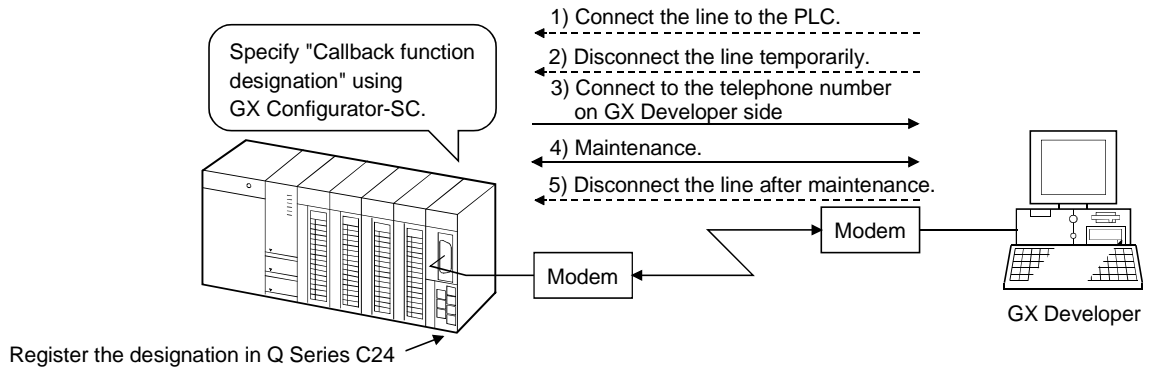 Specify "Callback function
designation" using
GX Configurator-SC.
1) Connect the line to the PLC.
2) Disconnect the line temporarily.
3) Connect to the telephone number
on GX Developer side
4) Maintenance.
5) Disconnect the line after maintenance.
Modem
Modem
GX Developer
Register the designation in Q Series C24